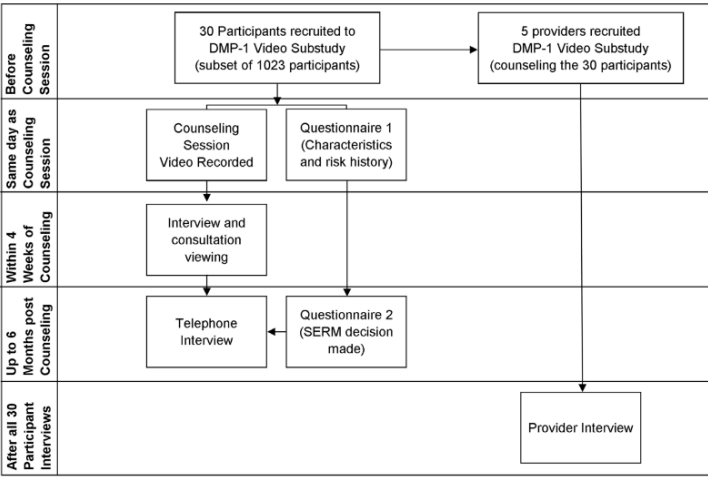 Before
Counseling
Session
30 Participants recruited to
DMP-1 Video Substudy
(subset of 1023 participants)
5 providers recruited
DMP-1 Video Substudy
(counseling the 30 participants)
Same day as
Counseling
Session
Counseling
Session
Video Recorded
Questionnaire 1
(Characteristics
and risk history)
Within 4
Weeks of
Counseling
Interview and
consultation
viewing
Up to 6
Months post
Counseling
Telephone
Interview
Questionnaire 2
(SERM decision
made)
After all 30
Participant
Interviews
Provider Interview